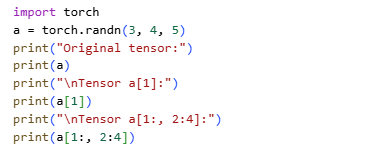 import torch
a = torch.randn(3, 4, 5)
print("Original tensor:")
print(a)
print("\nTensor a[1]:")
print(a[1])
print("\nTensor a[1:, 2:4]:")
print(a[1:, 2:4])